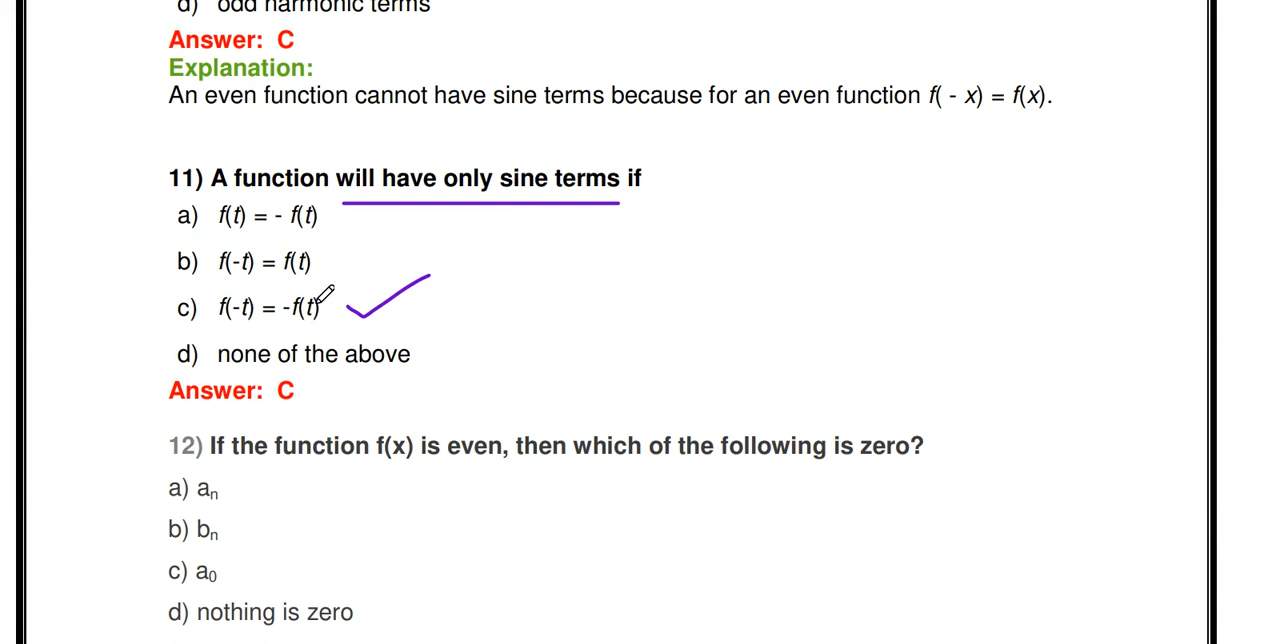 d) odd harmonic terms
Answer: C
Explanation:
An even function cannot have sine terms because for an even function f( - x) = f(x).
11) A function will have only sine terms if
a) f(t) = - f(t)
b) f(-t) = f(t)
c) f(-t) = -f(t)
d) none of the above
Answer: C
12) If the function f(x) is even, then which of the following is zero?
a) aₙ
b) bₙ
c) a₀
d) nothing is zero